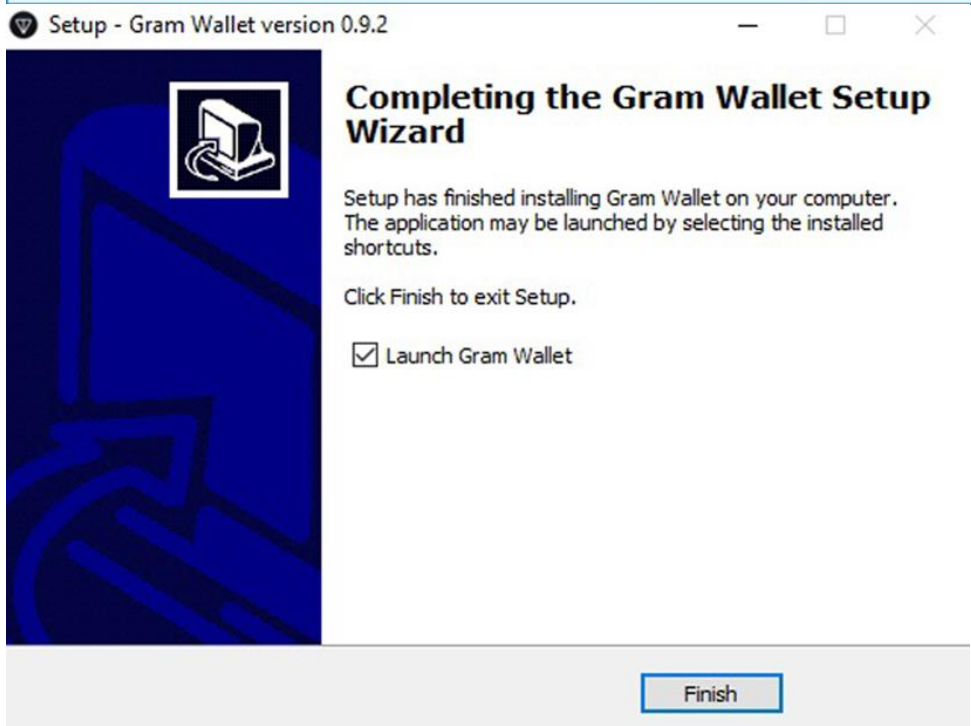 Setup - Gram Wallet version 0.9.2
Completing the Gram Wallet Setup
Wizard
Setup has finished installing Gram Wallet on your computer.
The application may be launched by selecting the installed
shortcuts.
Click Finish to exit Setup.
Launch Gram Wallet
Finish